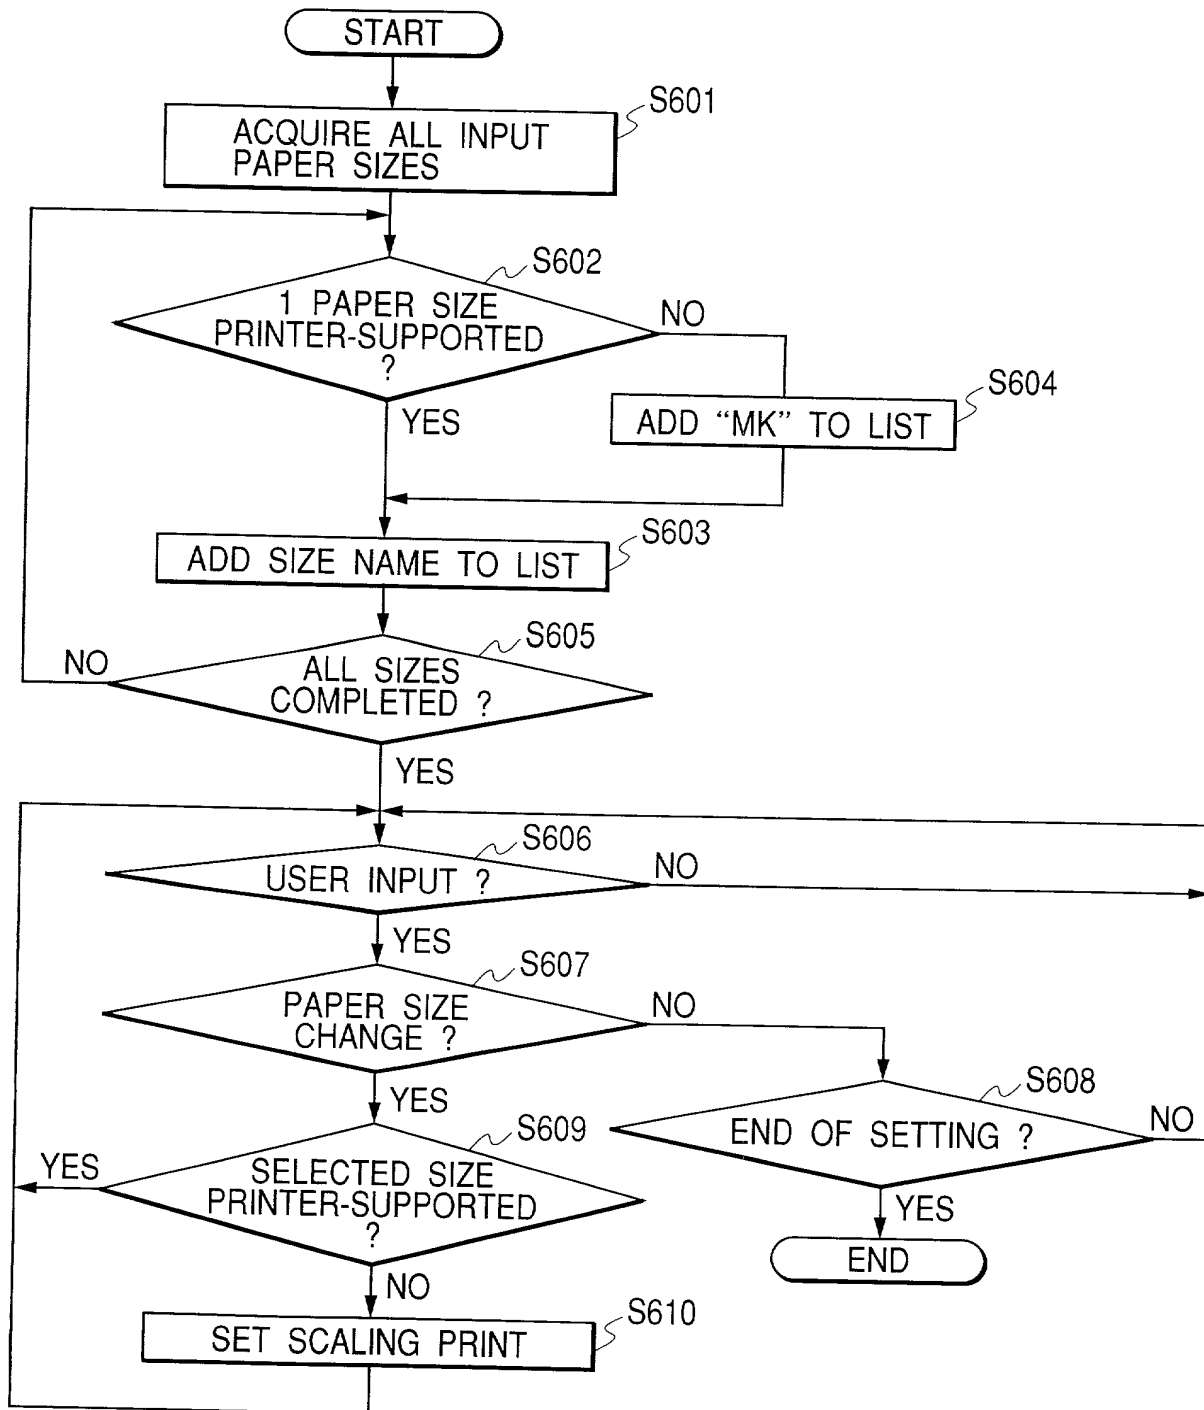 START
S601
ACQUIRE ALL INPUT
PAPER SIZES
S602
1 PAPER SIZE
PRINTER-SUPPORTED
?
NO
YES
S604
ADD “MK” TO LIST
S603
ADD SIZE NAME TO LIST
S605
ALL SIZES
COMPLETED ?
NO
YES
S606
USER INPUT ?
NO
YES
S607
PAPER SIZE
CHANGE ?
NO
YES
S608
END OF SETTING ?
NO
YES
END
S609
SELECTED SIZE
PRINTER-SUPPORTED
?
YES
NO
S610
SET SCALING PRINT